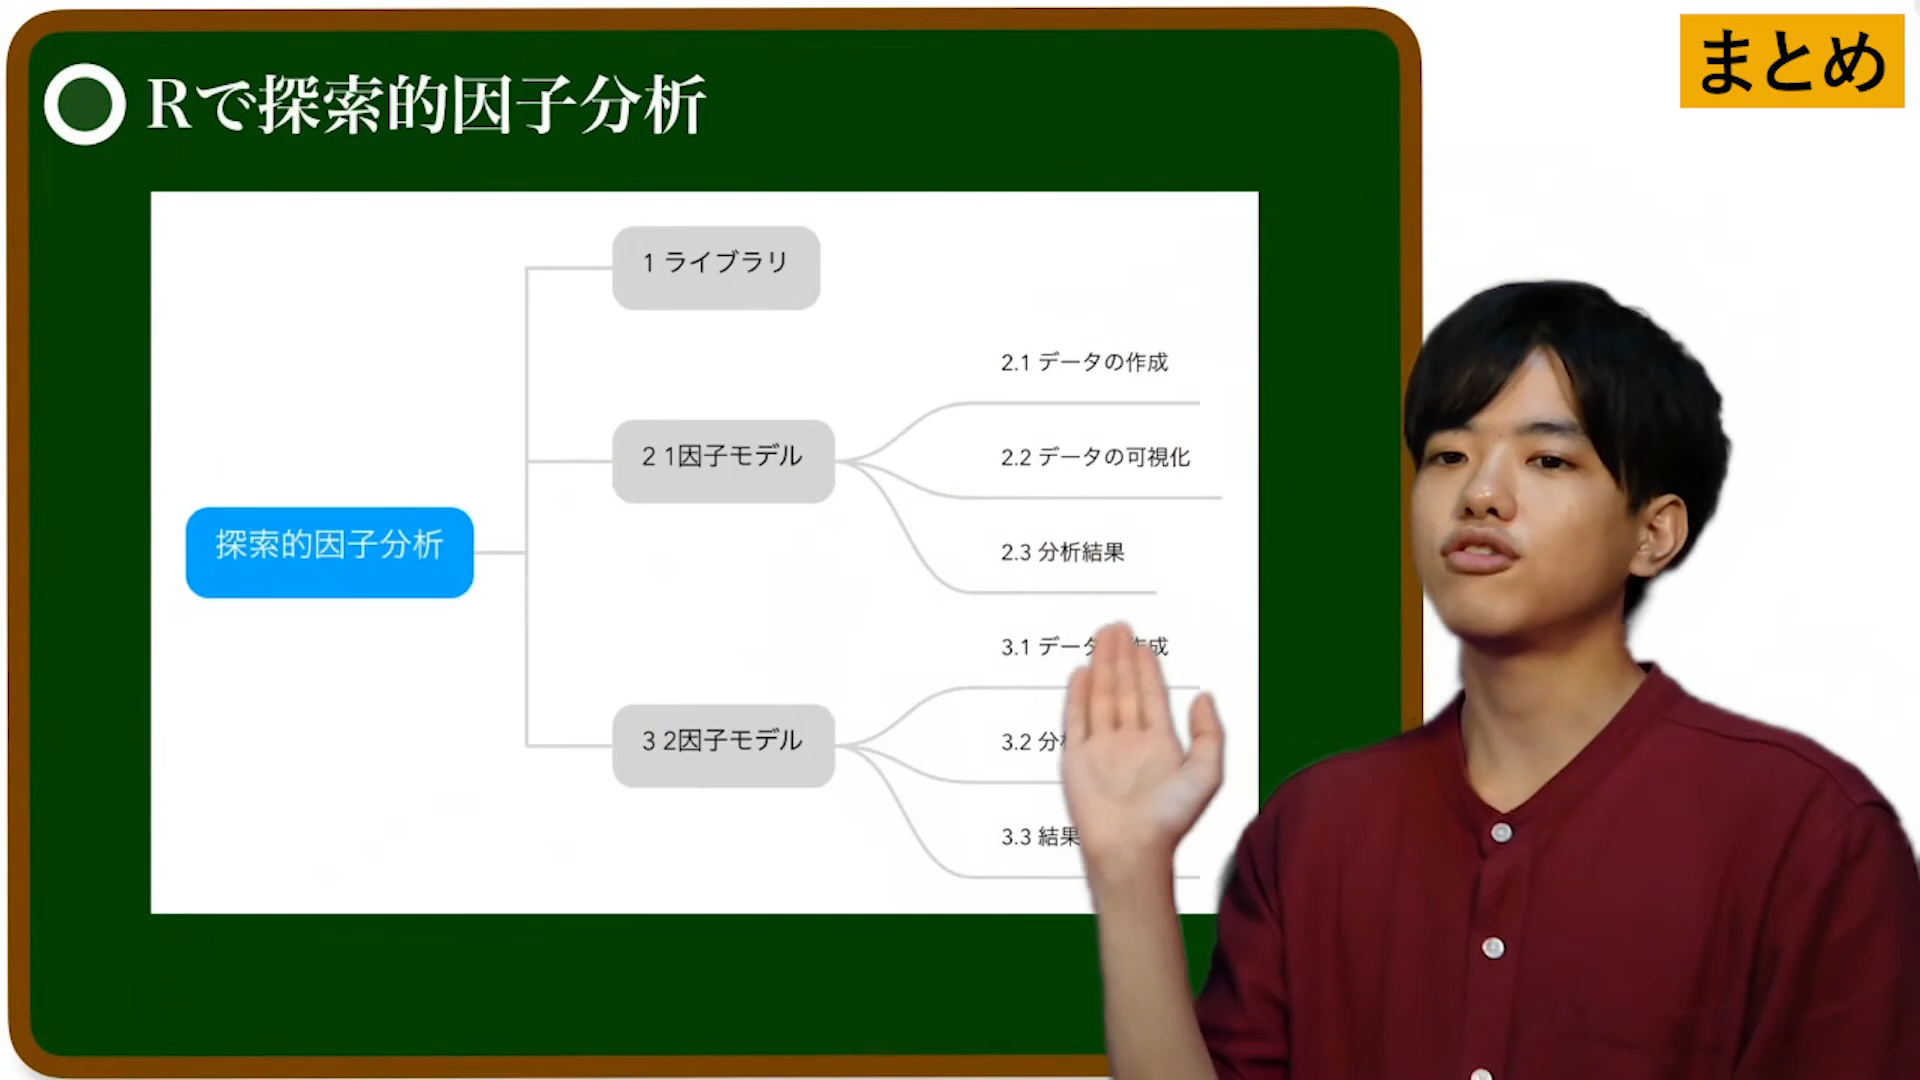 Rで探索的因子分析
まとめ
探索的因子分析
1 ライブラリ
2 1因子モデル
2.1 データの作成
2.2 データの可視化
2.3 分析結果
3 2因子モデル
3.1 データ 作成
3.2 分
3.3 結果